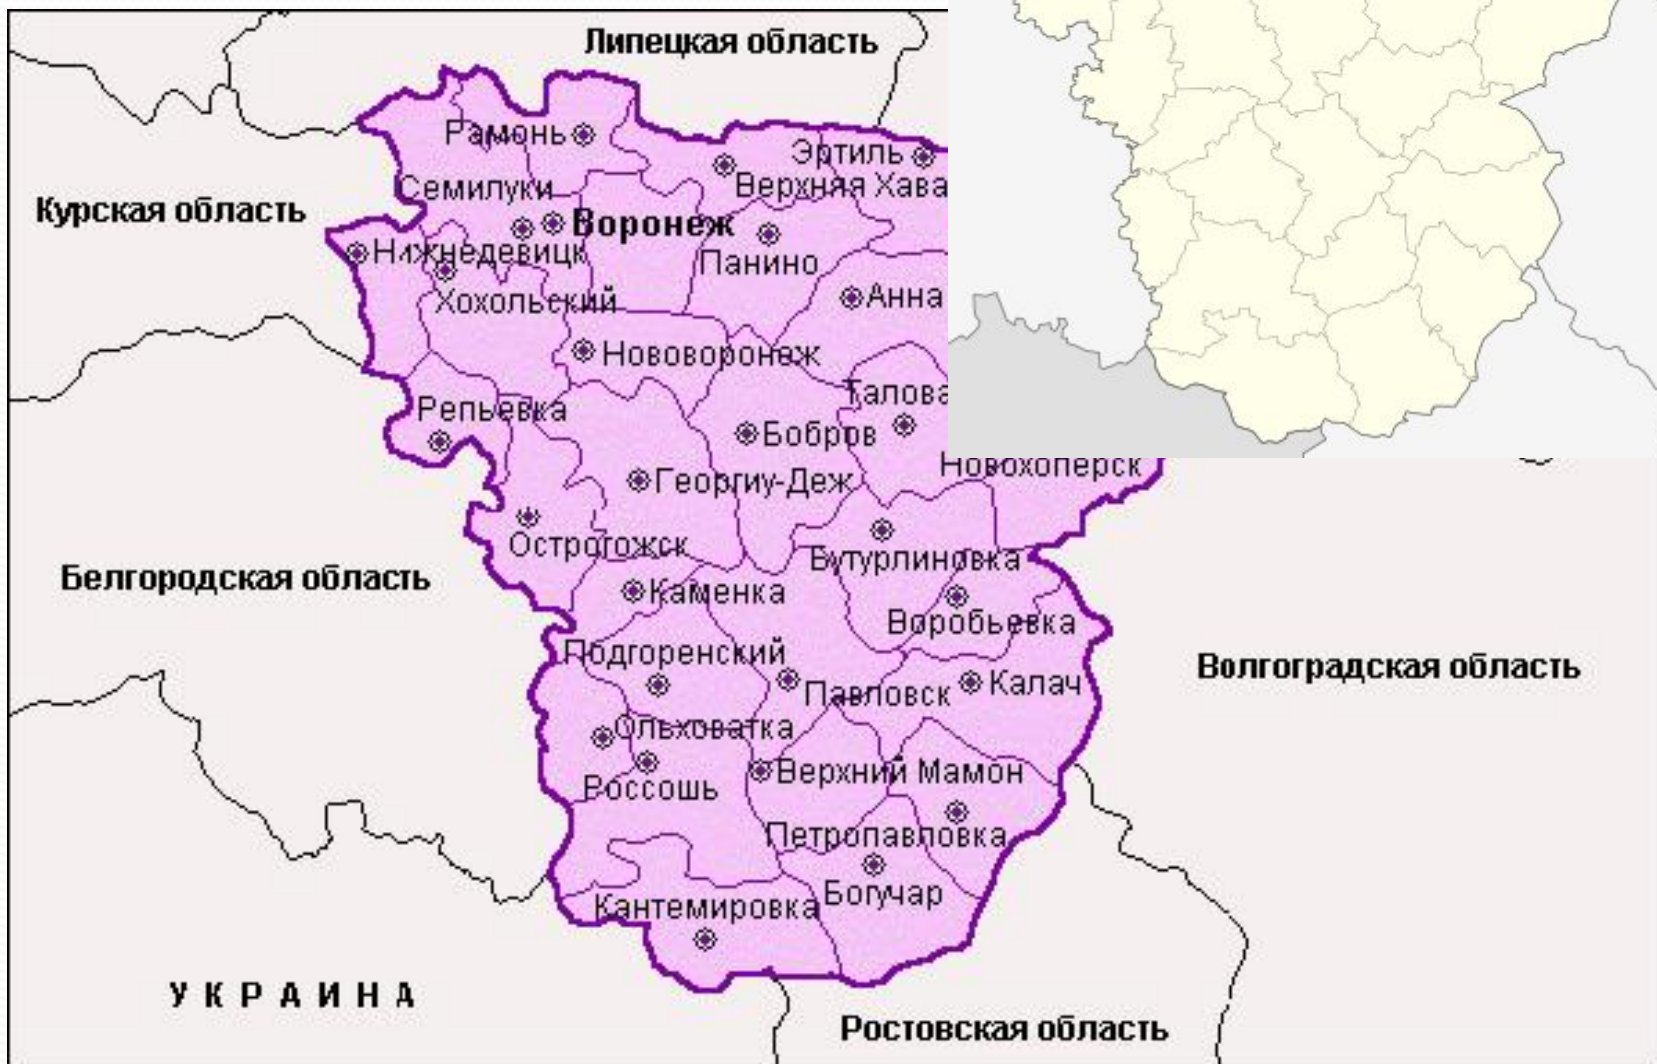 Липецкая область
Рамонь
Эртиль
Верхняя Хава
Семилуки
Курская область
Воронеж
Нижнедевицк
Панино
Хохольский
Анна
Нововоронеж
Талова
Репьевка
Бобров
Новохоперск
Георгиу-Деж
Острогожск
Бутурлиновка
Белгородская область
Каменка
Воробьевка
Подгоренский
Волгоградская область
Павловск
Калач
Ольховатка
Верхний Мамон
Россошь
Петропавловка
Богучар
Кантемировка
УКРАИНА
Ростовская область